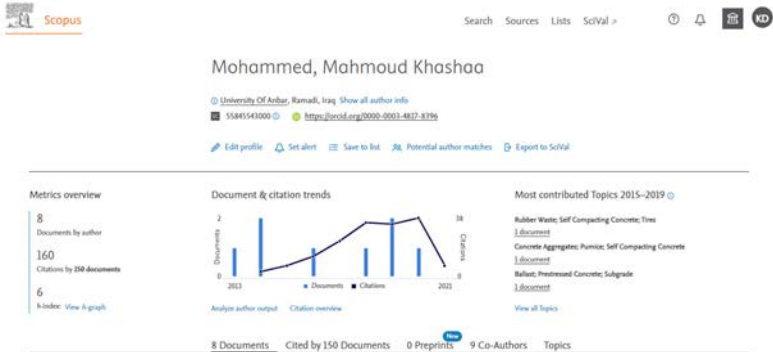 Scopus
Search Sources Lists SciVal ↗
KD
Mohammed, Mahmoud Khashaa
University Of Anbar, Ramadi, Iraq Show all author info
55845543000 https://orcid.org/0000-0003-4827-8396
Edit profile Set alert Save to list Potential author matches Export to SciVal
Metrics overview
8
Documents by author
160
Citations by 150 documents
6
h-index: View h-graph
Document & citation trends
2
38
Documents
Citations
0
0
2013
2021
Documents Citations
Analyze author output Citation overview
Most contributed Topics 2015–2019
Rubber Waste; Self Compacting Concrete; Tires
1 document
Concrete Aggregates; Pumice; Self Compacting Concrete
1 document
Ballast; Prestressed Concrete; Subgrade
1 document
View all Topics
New
8 Documents Cited by 150 Documents 0 Preprints 9 Co-Authors Topics